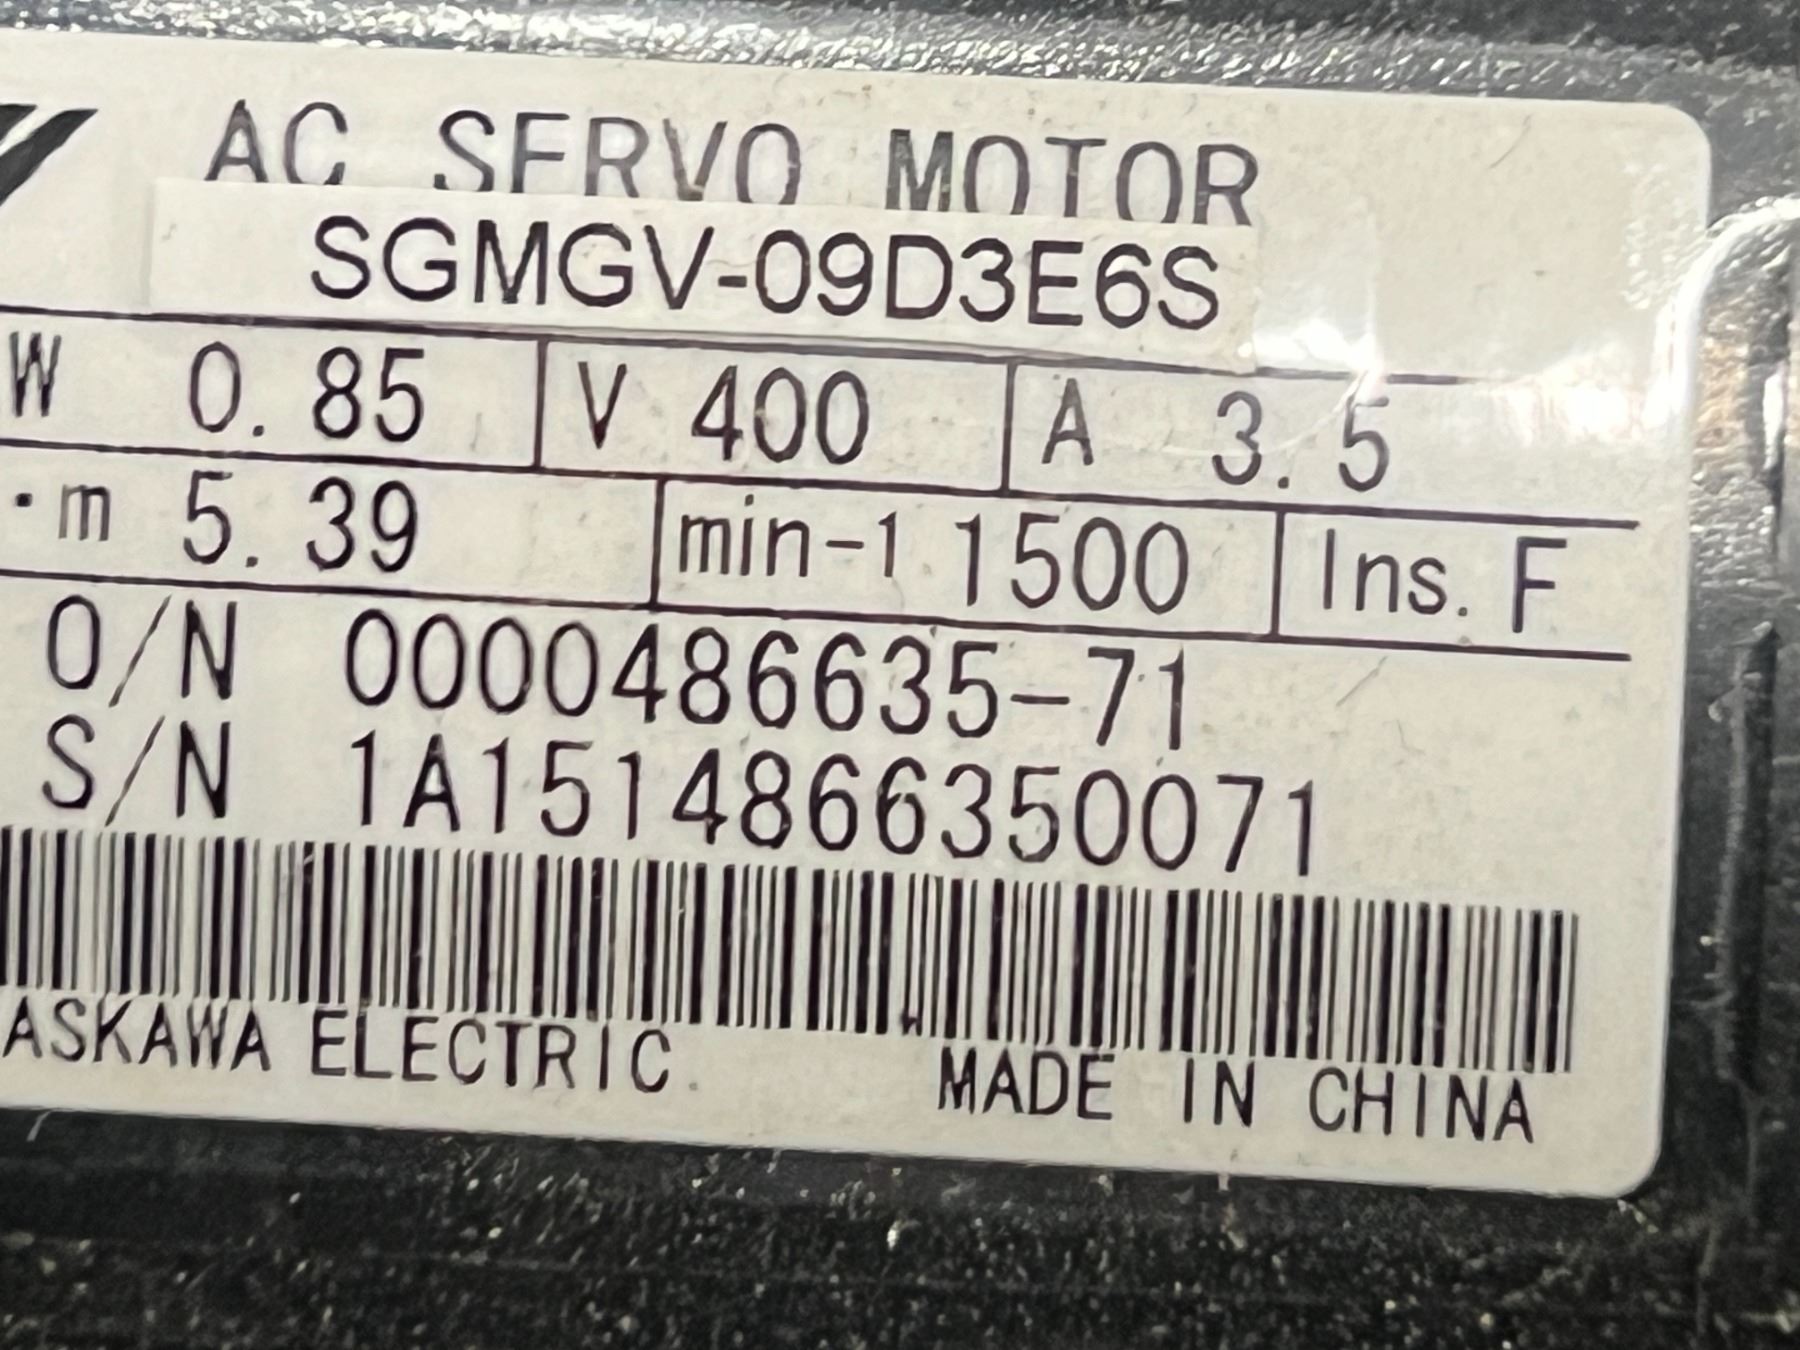 AC SERVO MOTOR
SGMGV-09D3E6S
W 0.85 V 400 A 3.5
·m 5.39 min-1 1500 Ins. F
O/N 0000486635-71
S/N 1A1514866350071
ASKAWA ELECTRIC MADE IN CHINA